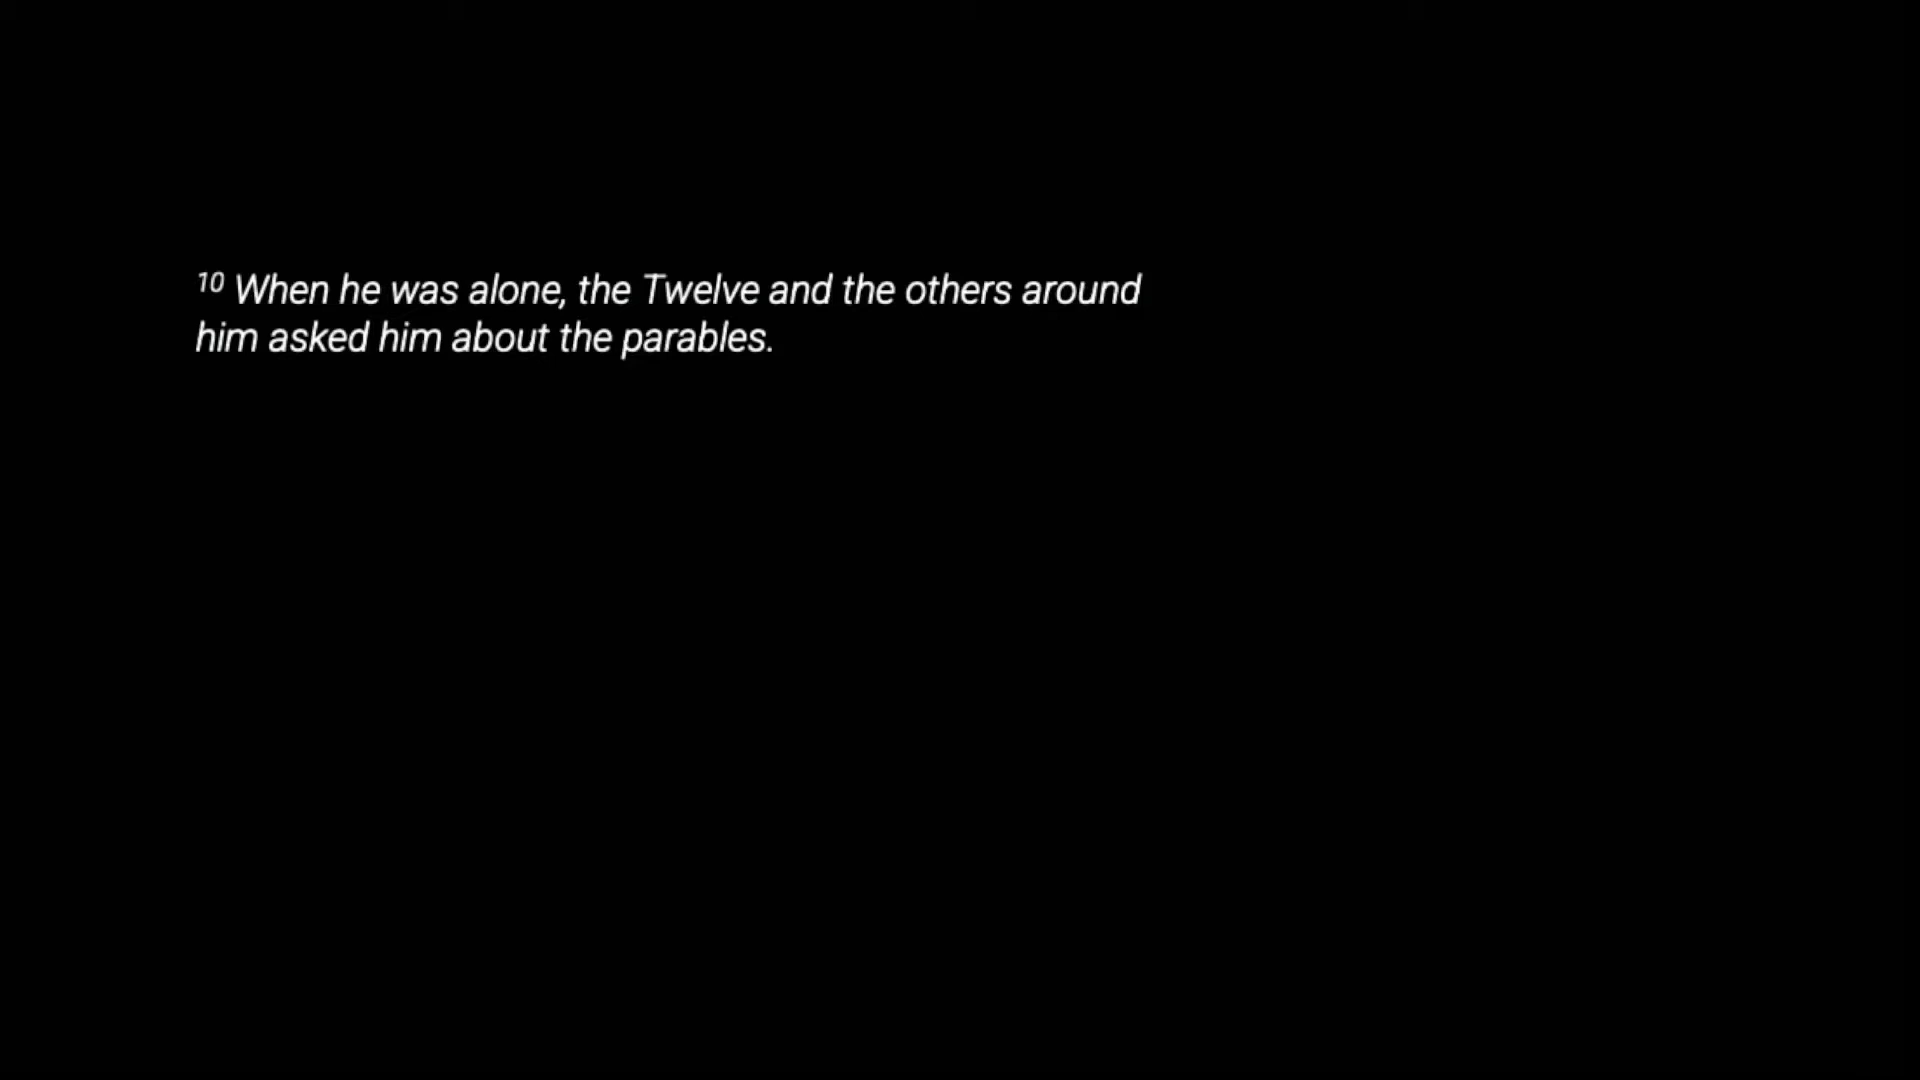 10 When he was alone, the Twelve and the others around
him asked him about the parables.